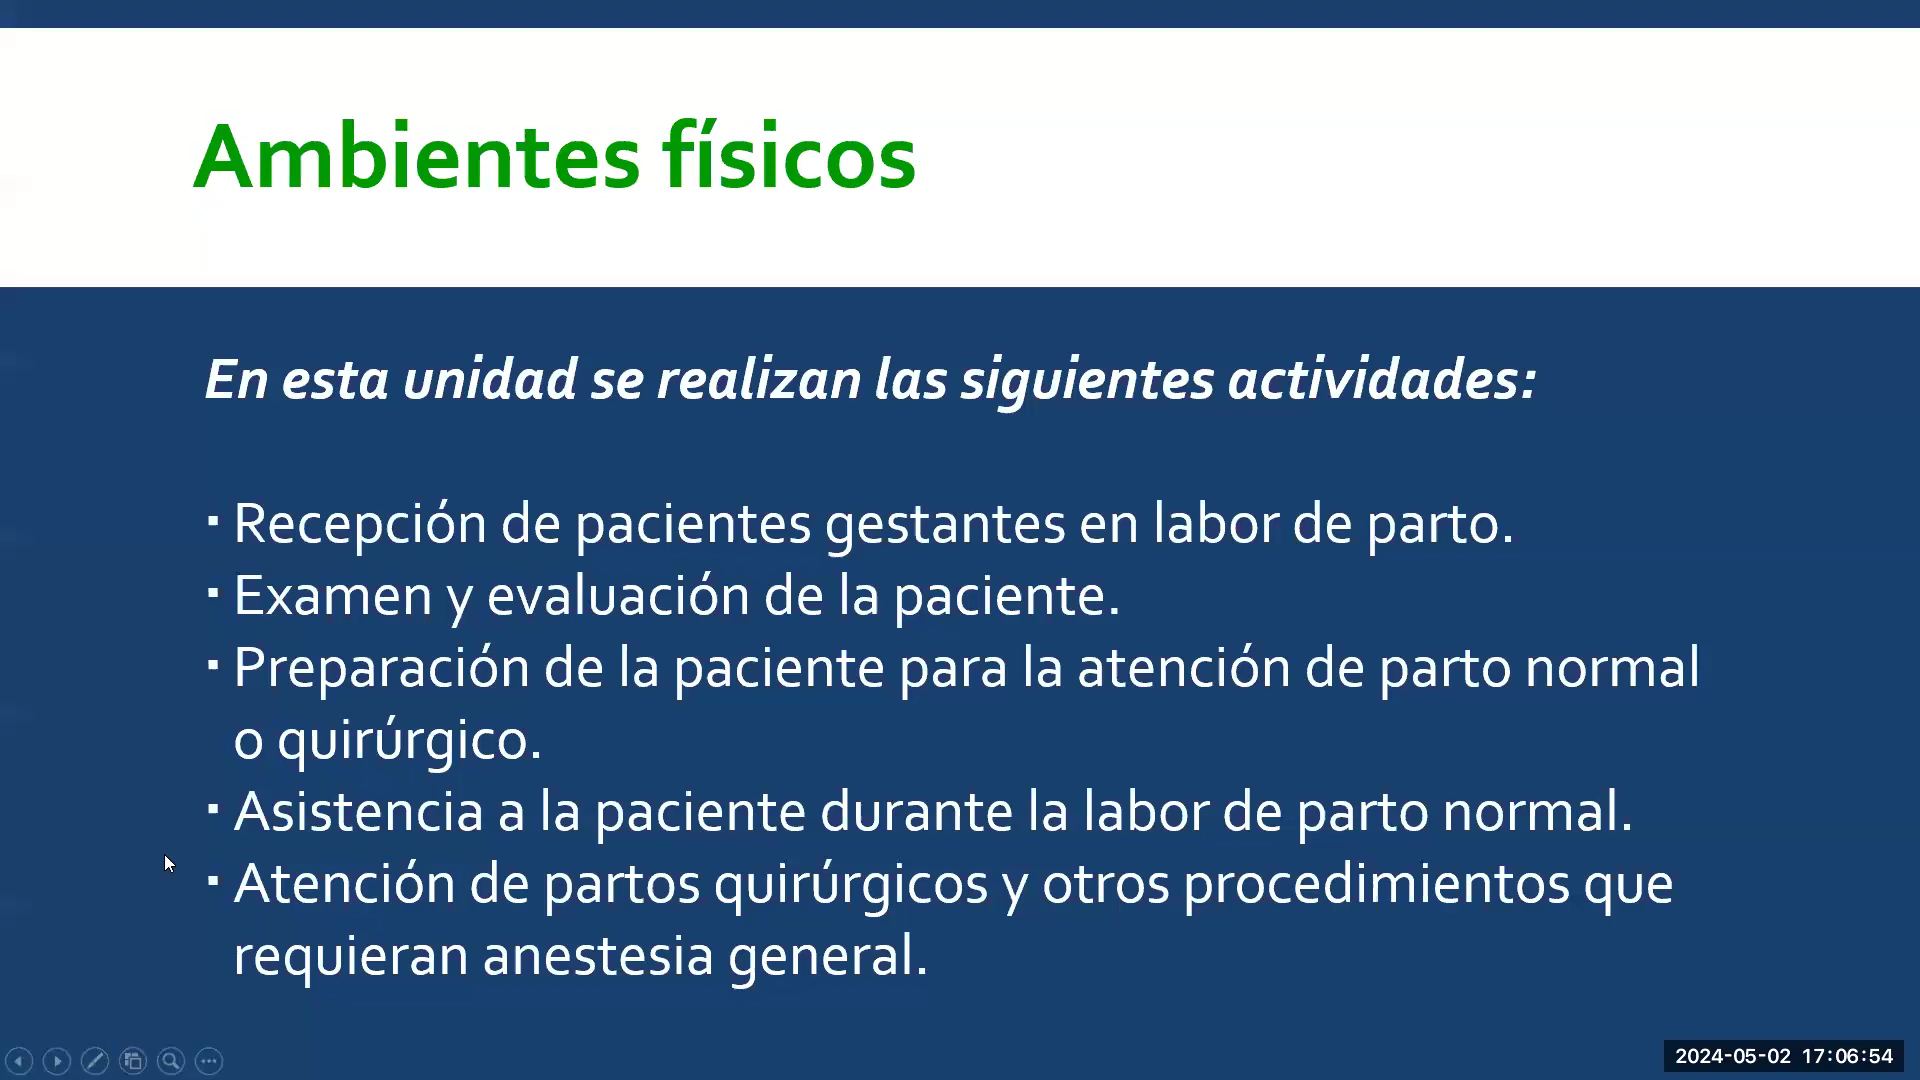 Ambientes físicos
En esta unidad se realizan las siguientes actividades:
▪ Recepción de pacientes gestantes en labor de parto.
▪ Examen y evaluación de la paciente.
▪ Preparación de la paciente para la atención de parto normal
o quirúrgico.
▪ Asistencia a la paciente durante la labor de parto normal.
▪ Atención de partos quirúrgicos y otros procedimientos que
requieran anestesia general.
2024-05-02 17:06:54